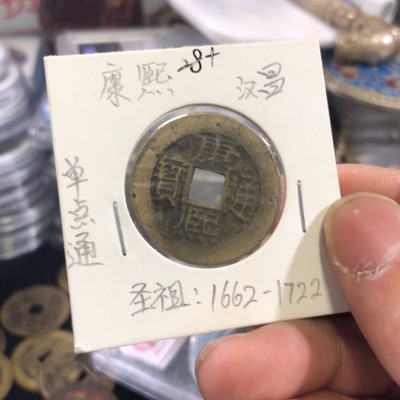 康熙
8+
汉昌
单点通
康熙通寶
圣祖：1662-1722